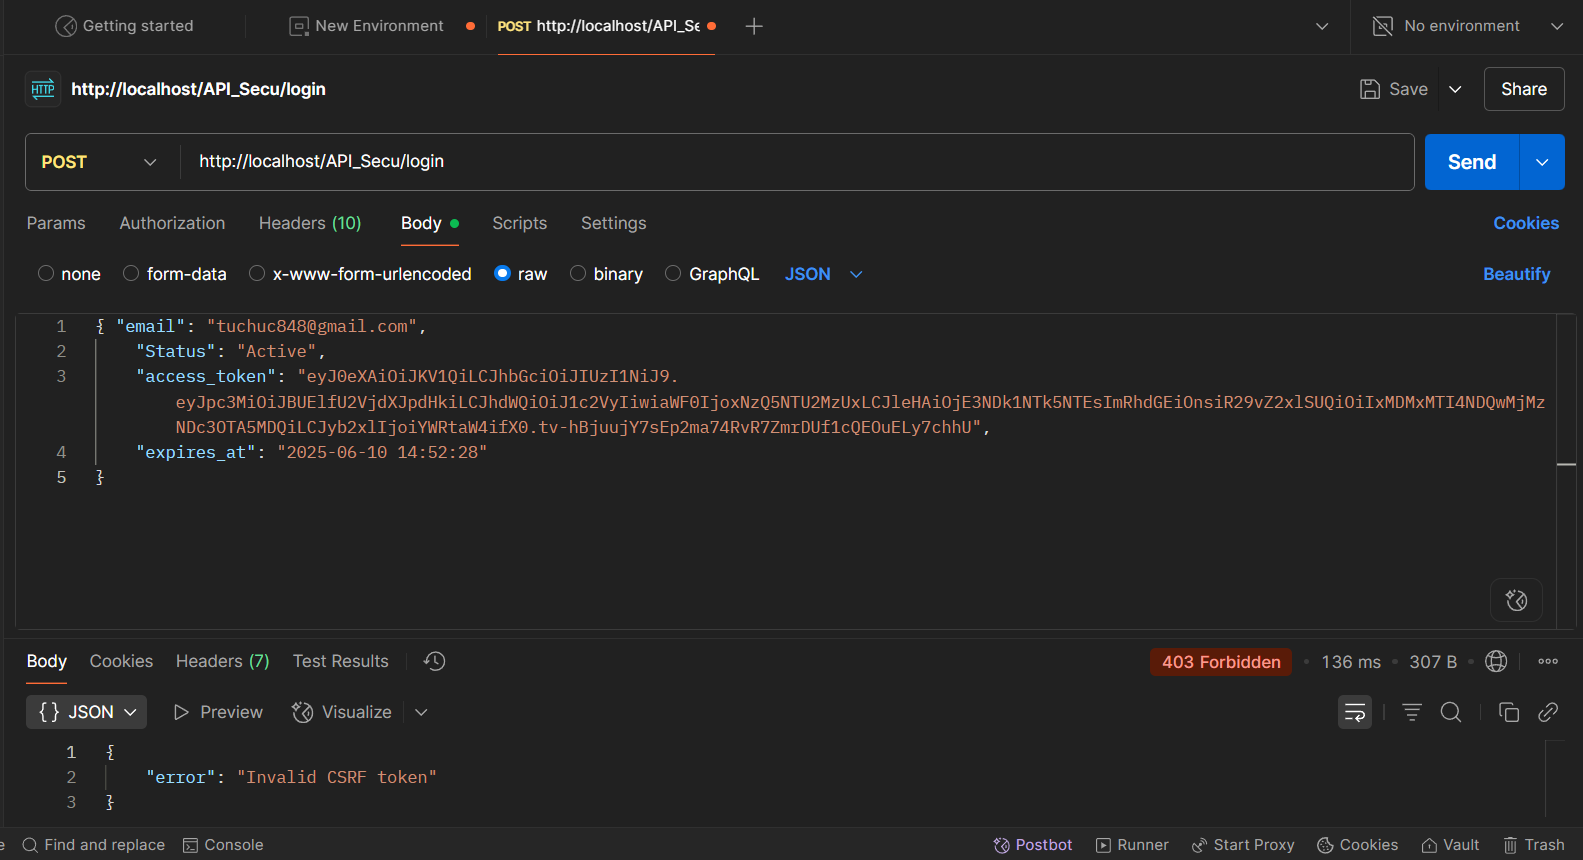 Getting started
New Environment
POST http://localhost/API_Se
No environment
HTTP http://localhost/API_Secu/login
Save
Share
POST
http://localhost/API_Secu/login
Send
Params Authorization Headers (10) Body Scripts Settings
Cookies
none form-data x-www-form-urlencoded raw binary GraphQL JSON
Beautify
1 { "email": "tuchuc848@gmail.com",
2 "Status": "Active",
3 "access_token": "eyJ0eXAiOiJKV1QiLCJhbGciOiJIUzI1NiJ9.
eyJpc3MiOiJBUElfU2VjdXJpdHkiLCJhdWQiOiJ1c2VyIiwiaWF0IjoxNzQ5NTU2MzUxLCJleHAiOjE3NDk1NTk5NTEsImRhdGEiOnsiR29vZ2xlSUQiOiIxMDMxMTI4NDQwMjMz
NDc3OTA5MDQiLCJyb2xlIjoiYWRtaW4ifX0.tv-hBjuujY7sEp2ma74RvR7ZmrDUf1cQEOuELy7chhU",
4 "expires_at": "2025-06-10 14:52:28"
5 }
Body Cookies Headers (7) Test Results
403 Forbidden 136 ms 307 B
{} JSON Preview Visualize
1 {
2 "error": "Invalid CSRF token"
3 }
e Find and replace Console
Postbot Runner Start Proxy Cookies Vault Trash